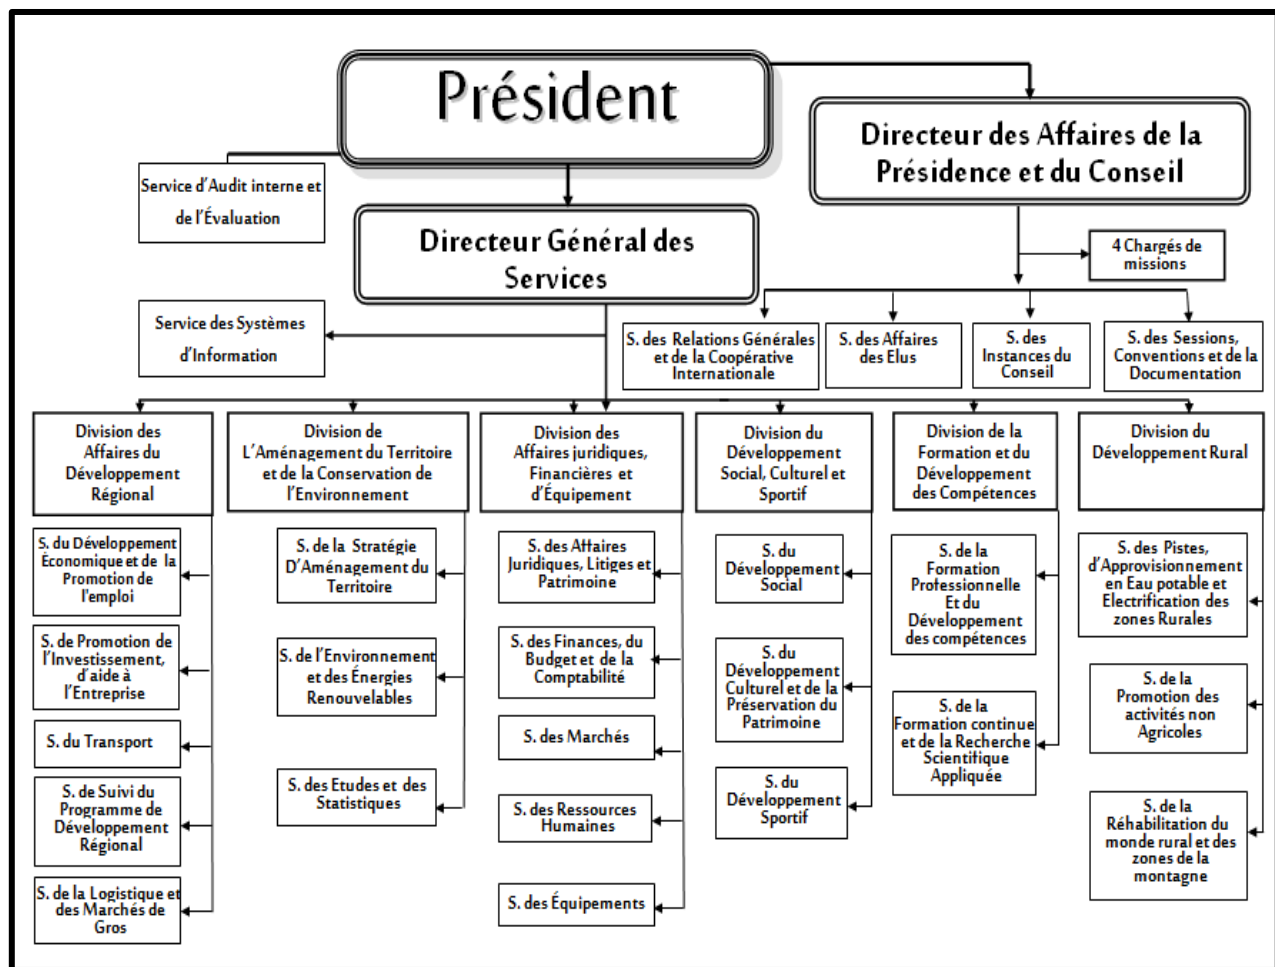 Président
Directeur des Affaires de la
Présidence et du Conseil
Service d'Audit interne et
de l'Évaluation
Directeur Général des
Services
4 Chargés de
missions
Service des Systèmes
d'Information
S. des Relations Générales
et de la Coopérative
Internationale
S. des Affaires
des Elus
S. des
Instances du
Conseil
S. des Sessions,
Conventions et de la
Documentation
Division des
Affaires du
Développement
Régional
Division de
L'Aménagement du Territoire
et de la Conservation de
l'Environnement
Division des
Affaires juridiques,
Financières et
d'Équipement
Division du
Développement
Social, Culturel et
Sportif
Division de la
Formation et du
Développement
des Compétences
Division du
Développement Rural
S. du Développement
Économique et de la
Promotion de
l'emploi
S. de Promotion de
l'Investissement,
d'aide à
l'Entreprise
S. du Transport
S. de Suivi du
Programme de
Développement
Régional
S. de la Logistique et
des Marchés de
Gros
S. de la Stratégie
D'Aménagement du
Territoire
S. de l'Environnement
et des Énergies
Renouvelables
S. des Etudes et des
Statistiques
S. des Affaires
Juridiques, Litiges et
Patrimoine
S. des Finances, du
Budget et de la
Comptabilité
S. des Marchés
S. des Ressources
Humaines
S. des Équipements
S. du
Développement
Social
S. du
Développement
Culturel et de la
Préservation du
Patrimoine
S. du
Développement
Sportif
S. de la
Formation
Professionnelle
Et du
Développement
des compétences
S. de la
Formation continue
et de la Recherche
Scientifique
Appliquée
S. des Pistes,
d'Approvisionnement
en Eau potable et
Electrification des
zones Rurales
S. de la
Promotion des
activités non
Agricoles
S. de la
Réhabilitation du
monde rural et des
zones de la
montagne